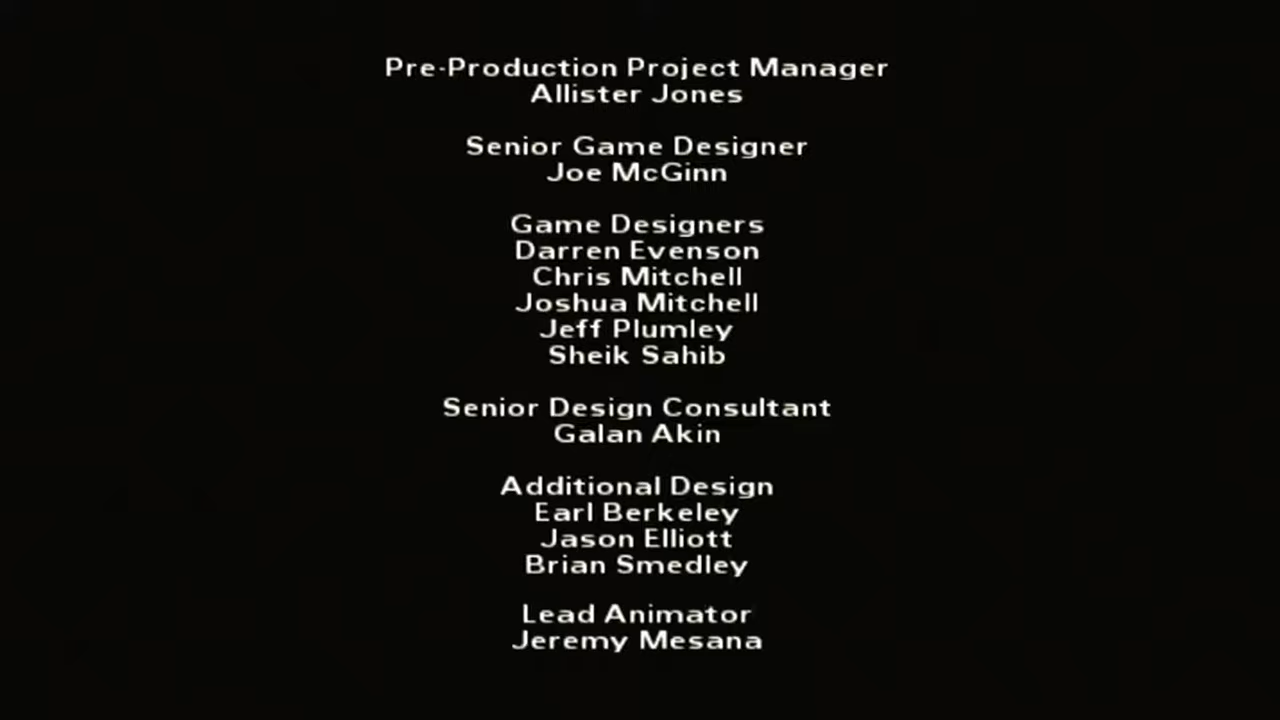 Pre-Production Project Manager
Allister Jones
Senior Game Designer
Joe McGinn
Game Designers
Darren Evenson
Chris Mitchell
Joshua Mitchell
Jeff Plumley
Sheik Sahib
Senior Design Consultant
Galan Akin
Additional Design
Earl Berkeley
Jason Elliott
Brian Smedley
Lead Animator
Jeremy Mesana